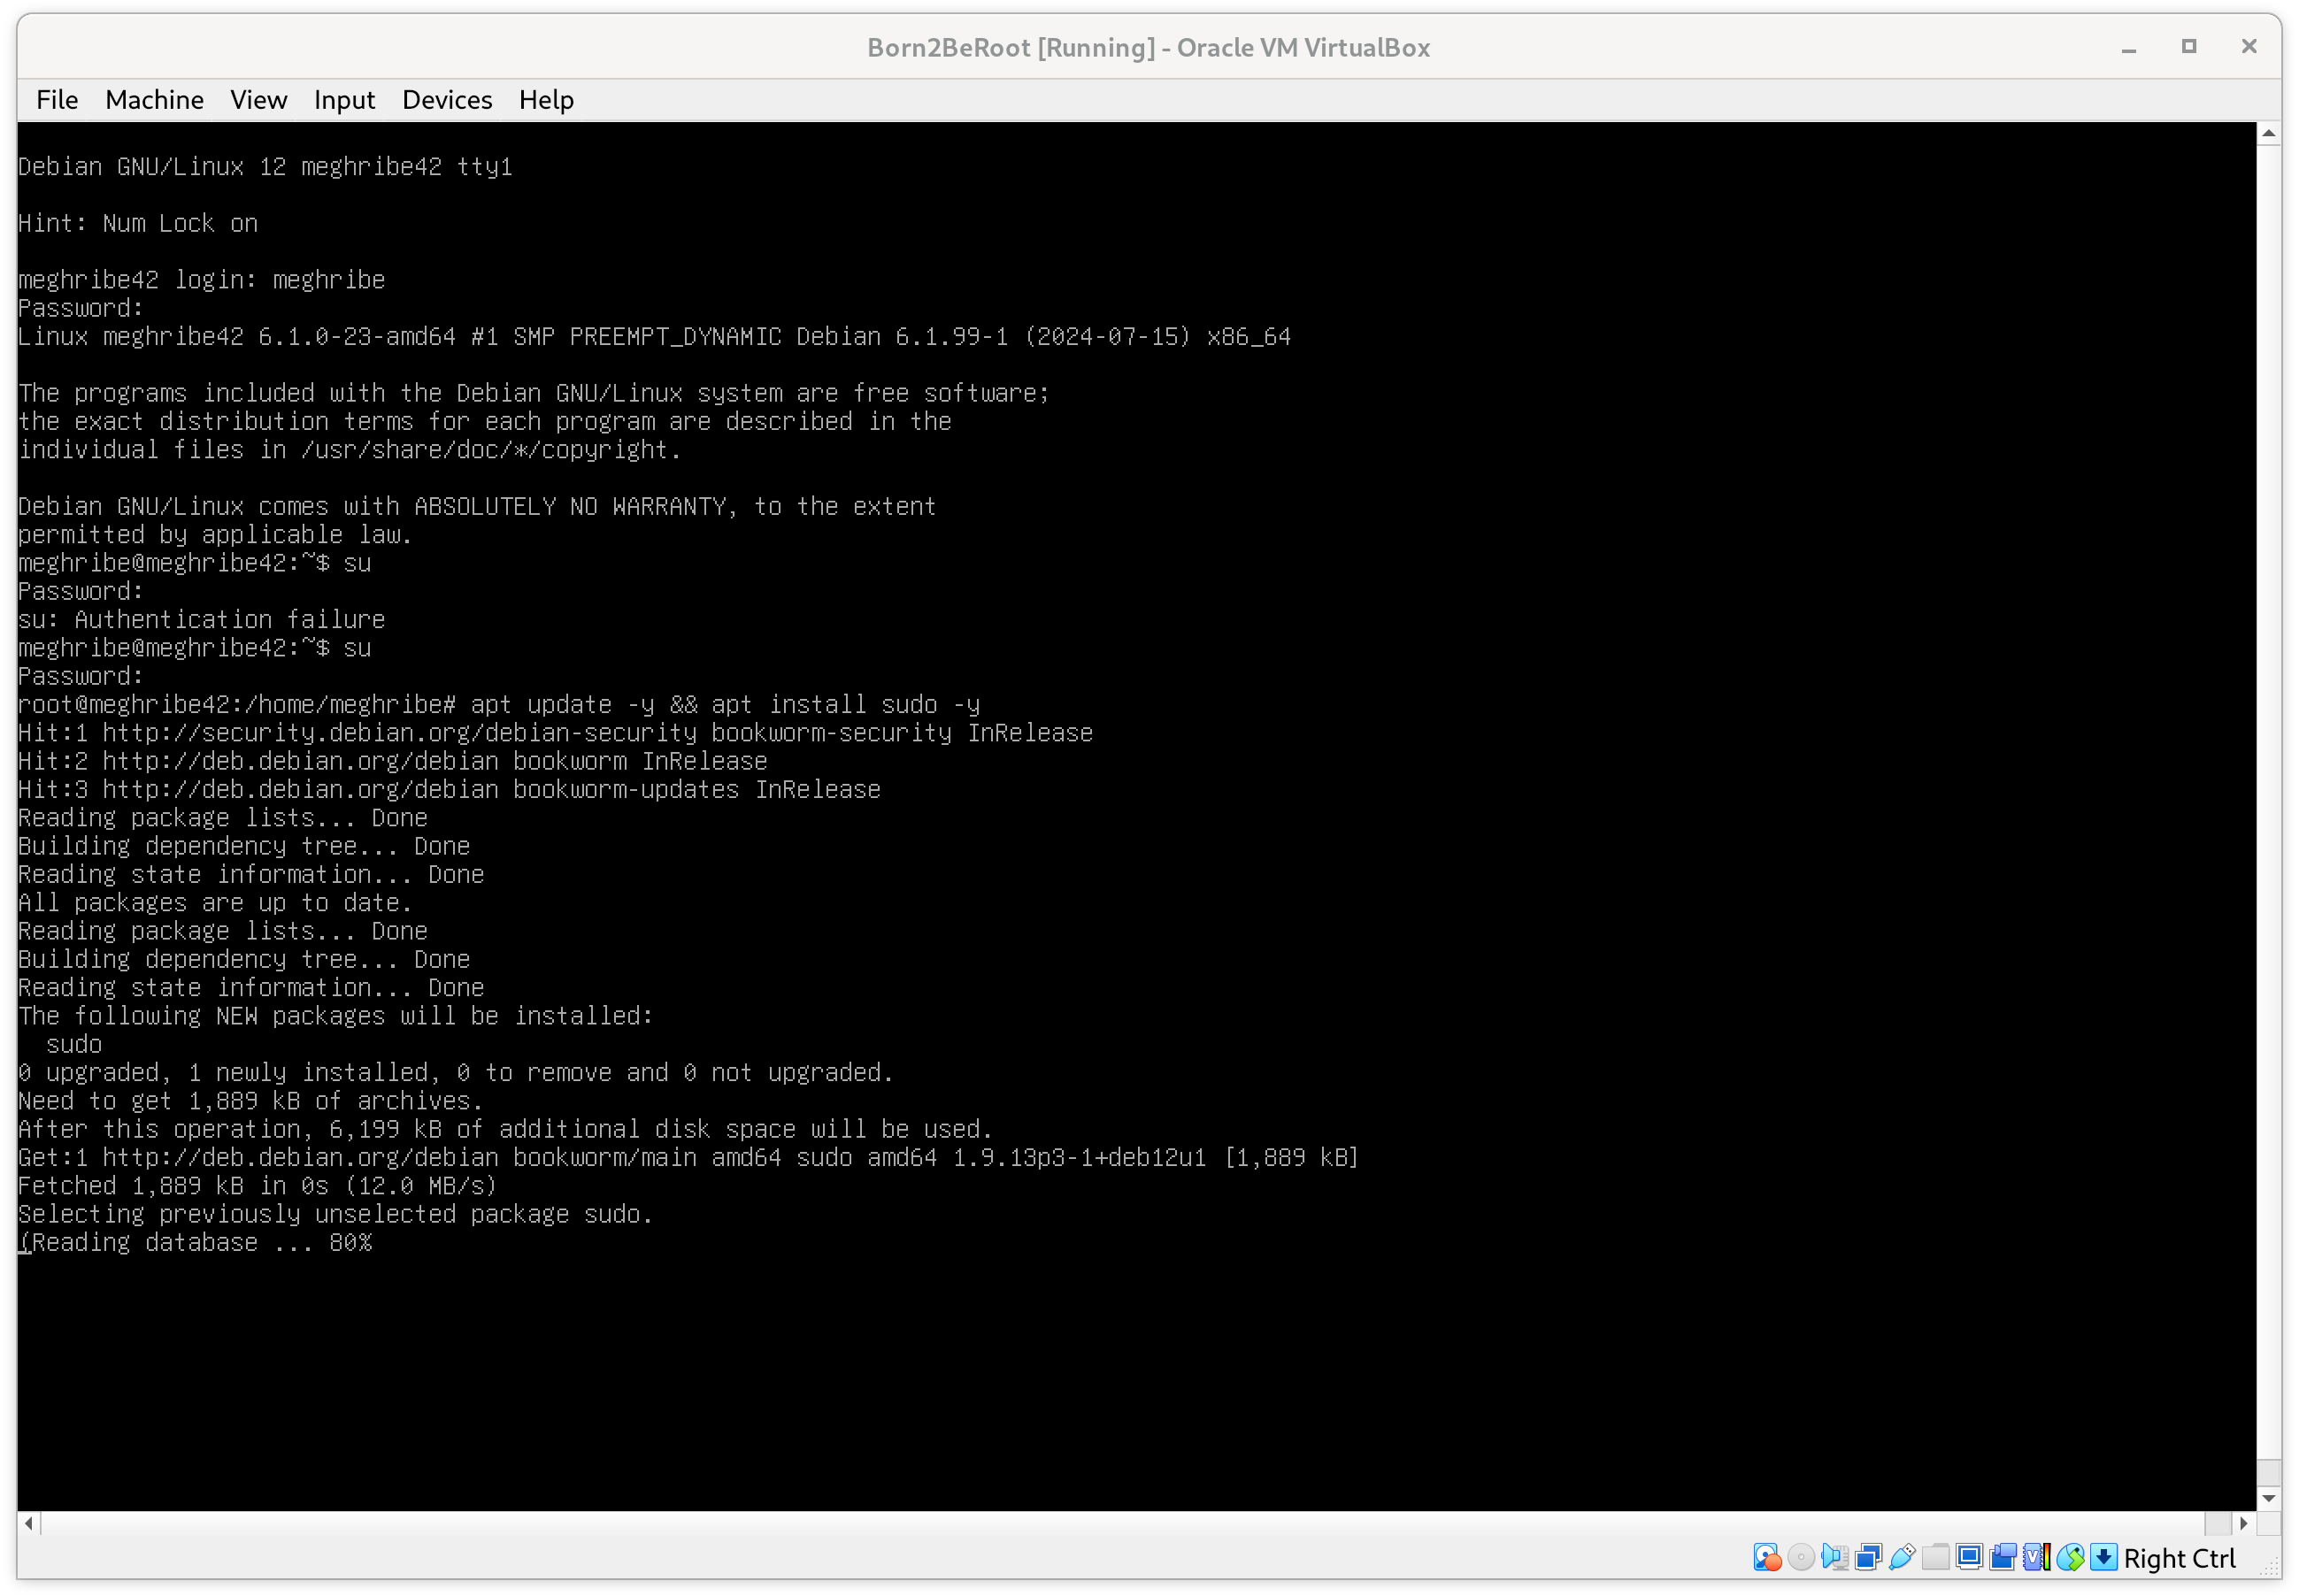 Born2BeRoot [Running] - Oracle VM VirtualBox
File Machine View Input Devices Help
Debian GNU/Linux 12 meghribe42 tty1
Hint: Num Lock on
meghribe42 login: meghribe
Password:
Linux meghribe42 6.1.0-23-amd64 #1 SMP PREEMPT_DYNAMIC Debian 6.1.99-1 (2024-07-15) x86_64
The programs included with the Debian GNU/Linux system are free software;
the exact distribution terms for each program are described in the
individual files in /usr/share/doc/*/copyright.
Debian GNU/Linux comes with ABSOLUTELY NO WARRANTY, to the extent
permitted by applicable law.
meghribe@meghribe42:~$ su
Password:
su: Authentication failure
meghribe@meghribe42:~$ su
Password:
root@meghribe42:/home/meghribe# apt update -y && apt install sudo -y
Hit:1 http://security.debian.org/debian-security bookworm-security InRelease
Hit:2 http://deb.debian.org/debian bookworm InRelease
Hit:3 http://deb.debian.org/debian bookworm-updates InRelease
Reading package lists... Done
Building dependency tree... Done
Reading state information... Done
All packages are up to date.
Reading package lists... Done
Building dependency tree... Done
Reading state information... Done
The following NEW packages will be installed:
  sudo
0 upgraded, 1 newly installed, 0 to remove and 0 not upgraded.
Need to get 1,889 kB of archives.
After this operation, 6,199 kB of additional disk space will be used.
Get:1 http://deb.debian.org/debian bookworm/main amd64 sudo amd64 1.9.13p3-1+deb12u1 [1,889 kB]
Fetched 1,889 kB in 0s (12.0 MB/s)
Selecting previously unselected package sudo.
(Reading database ... 80%
Right Ctrl